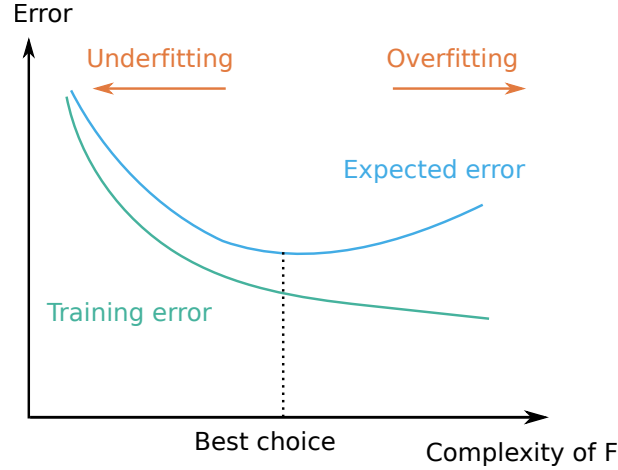 Error
Underfitting
Overfitting
Expected error
Training error
Best choice
Complexity of F